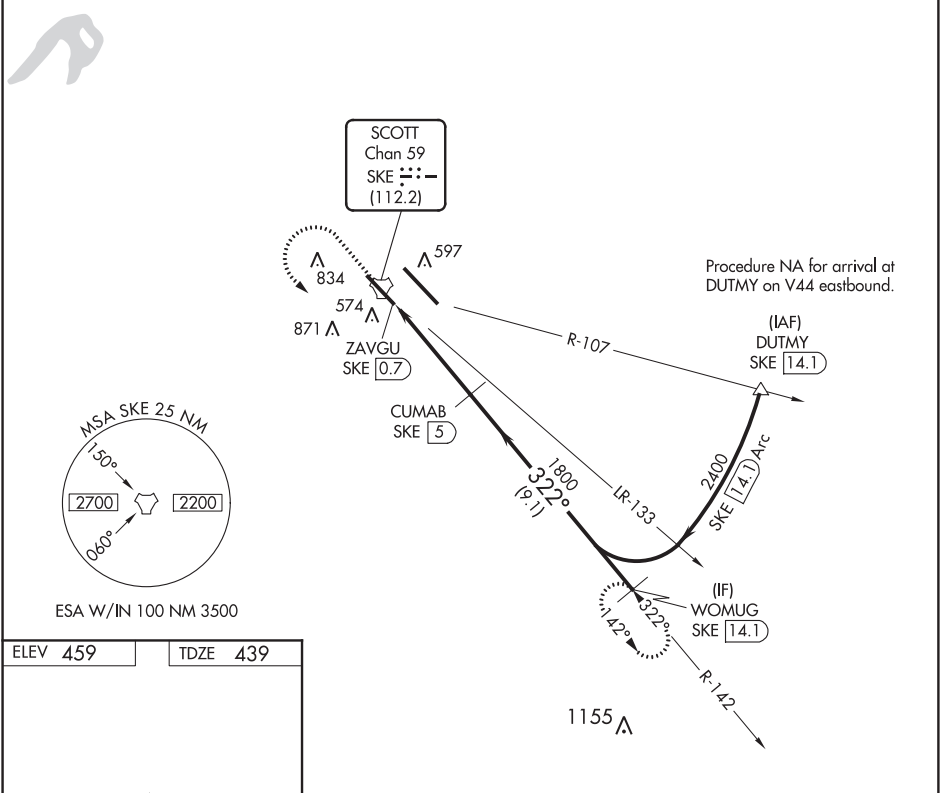 SCOTT
Chan 59
SKE
(112.2)
597
834
574
871
ZAVGU
SKE 0.7
Procedure NA for arrival at
DUTMY on V44 eastbound.
(IAF)
DUTMY
SKE 14.1
R-107
CUMAB
SKE 5
1800
322°
(9.1)
LR-133
2400
SKE 14.1 Arc
MSA SKE 25 NM
150°
2700
2200
060°
ESA W/IN 100 NM 3500
(IF)
WOMUG
SKE 14.1
322°
142°
R-142
1155
ELEV 459
TDZE 439